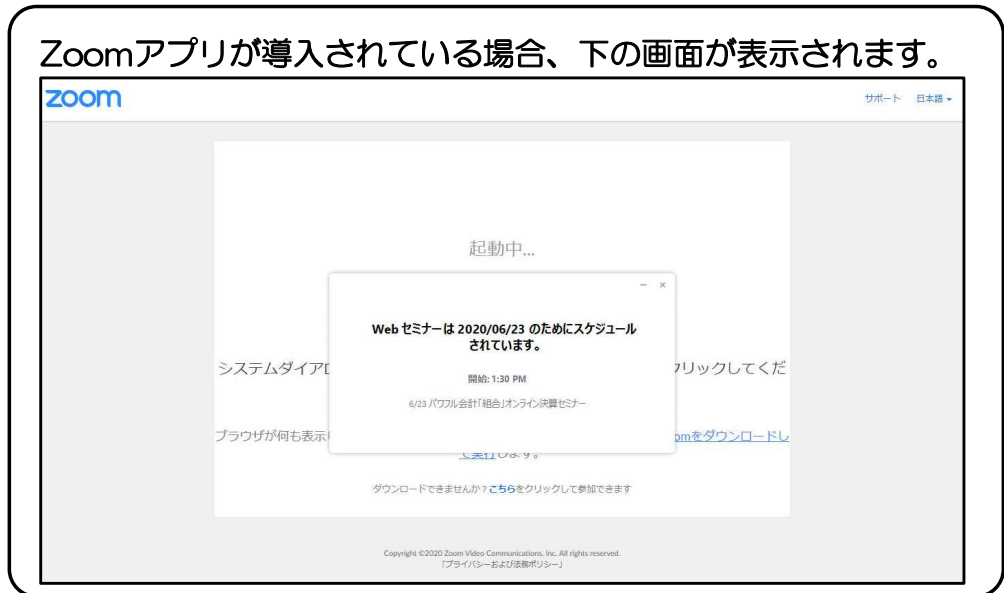 Zoomアプリが導入されている場合、下の画面が表示されます。
zoom
サポート 日本語
起動中...
Web セミナーは 2020/06/23 のためにスケジュール
されています。
開始: 1:30 PM
6/23 パワフル会計「組合」オンライン決算セミナー
システムダイアロ クリックしてくだ
ブラウザが何も表示 omをダウンロードし
て実行します。
ダウンロードできませんか?こちらをクリックして参加できます
Copyright ©2020 Zoom Video Communications, Inc. All rights reserved.
「プライバシーおよび法務ポリシー」